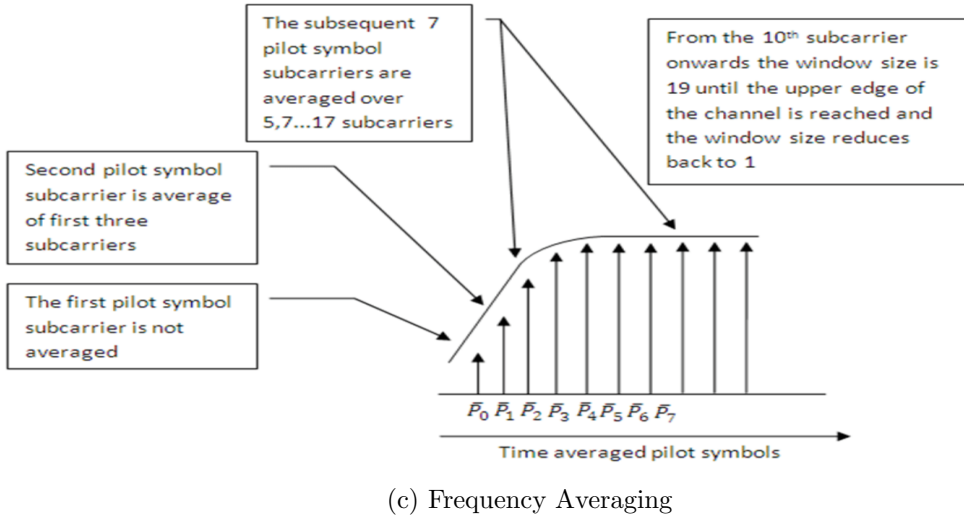 The subsequent 7
pilot symbol
subcarriers are
averaged over
5,7...17 subcarriers
From the 10th subcarrier
onwards the window size is
19 until the upper edge of
the channel is reached and
the window size reduces
back to 1
Second pilot symbol
subcarrier is average
of first three
subcarriers
The first pilot symbol
subcarrier is not
averaged
P̄₀ P̄₁ P̄₂ P̄₃ P̄₄ P̄₅ P̄₆ P̄₇
Time averaged pilot symbols
(c) Frequency Averaging